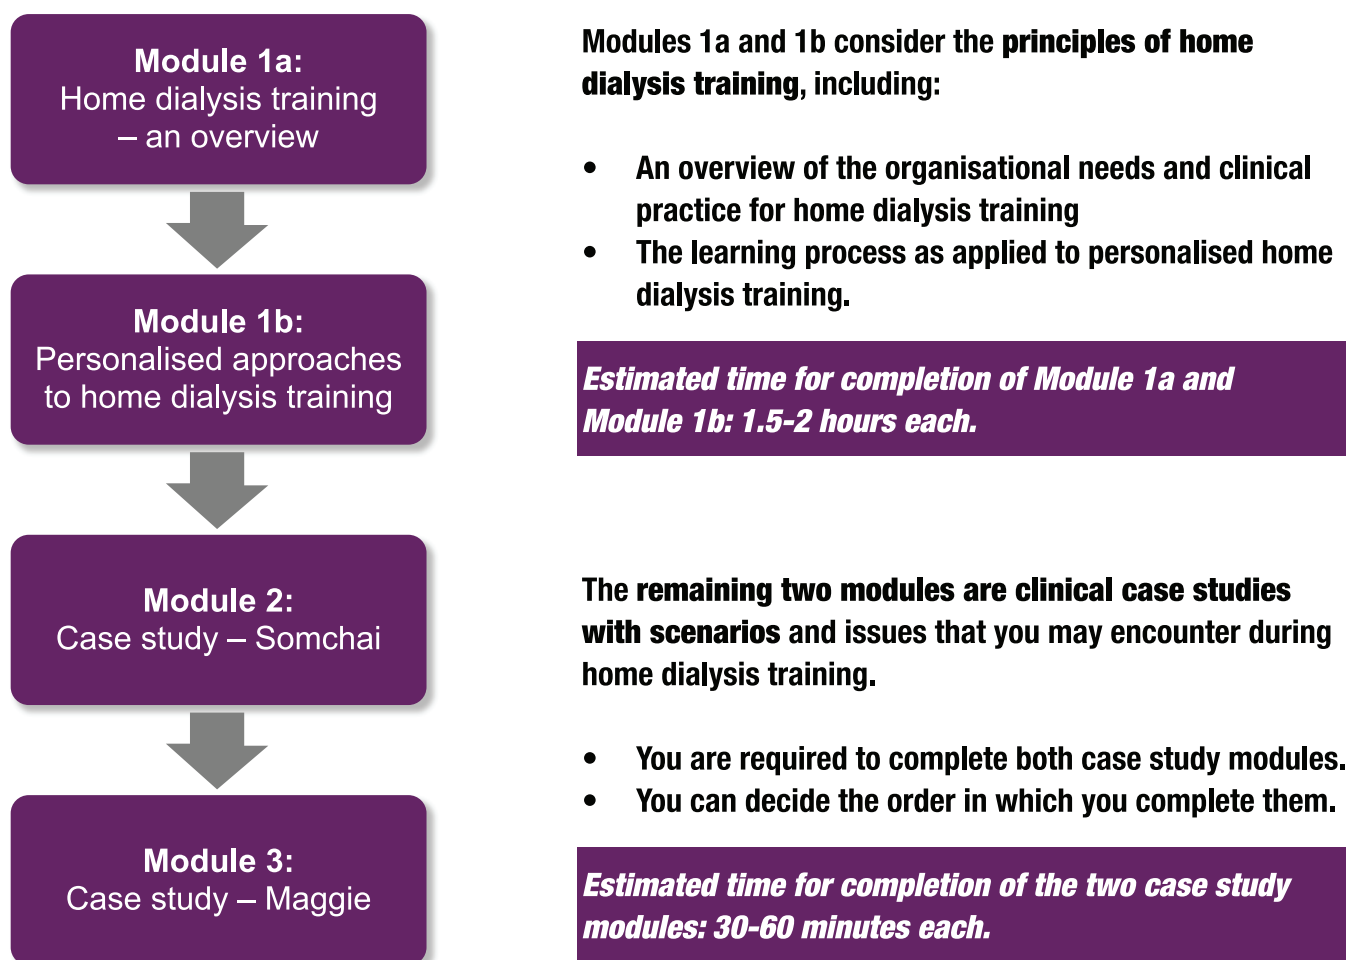 Module 1a:
Home dialysis training
– an overview
Modules 1a and 1b consider the principles of home
dialysis training, including:
• An overview of the organisational needs and clinical
practice for home dialysis training
• The learning process as applied to personalised home
dialysis training.
Module 1b:
Personalised approaches
to home dialysis training
Estimated time for completion of Module 1a and
Module 1b: 1.5-2 hours each.
Module 2:
Case study – Somchai
The remaining two modules are clinical case studies
with scenarios and issues that you may encounter during
home dialysis training.
• You are required to complete both case study modules.
• You can decide the order in which you complete them.
Module 3:
Case study – Maggie
Estimated time for completion of the two case study
modules: 30-60 minutes each.